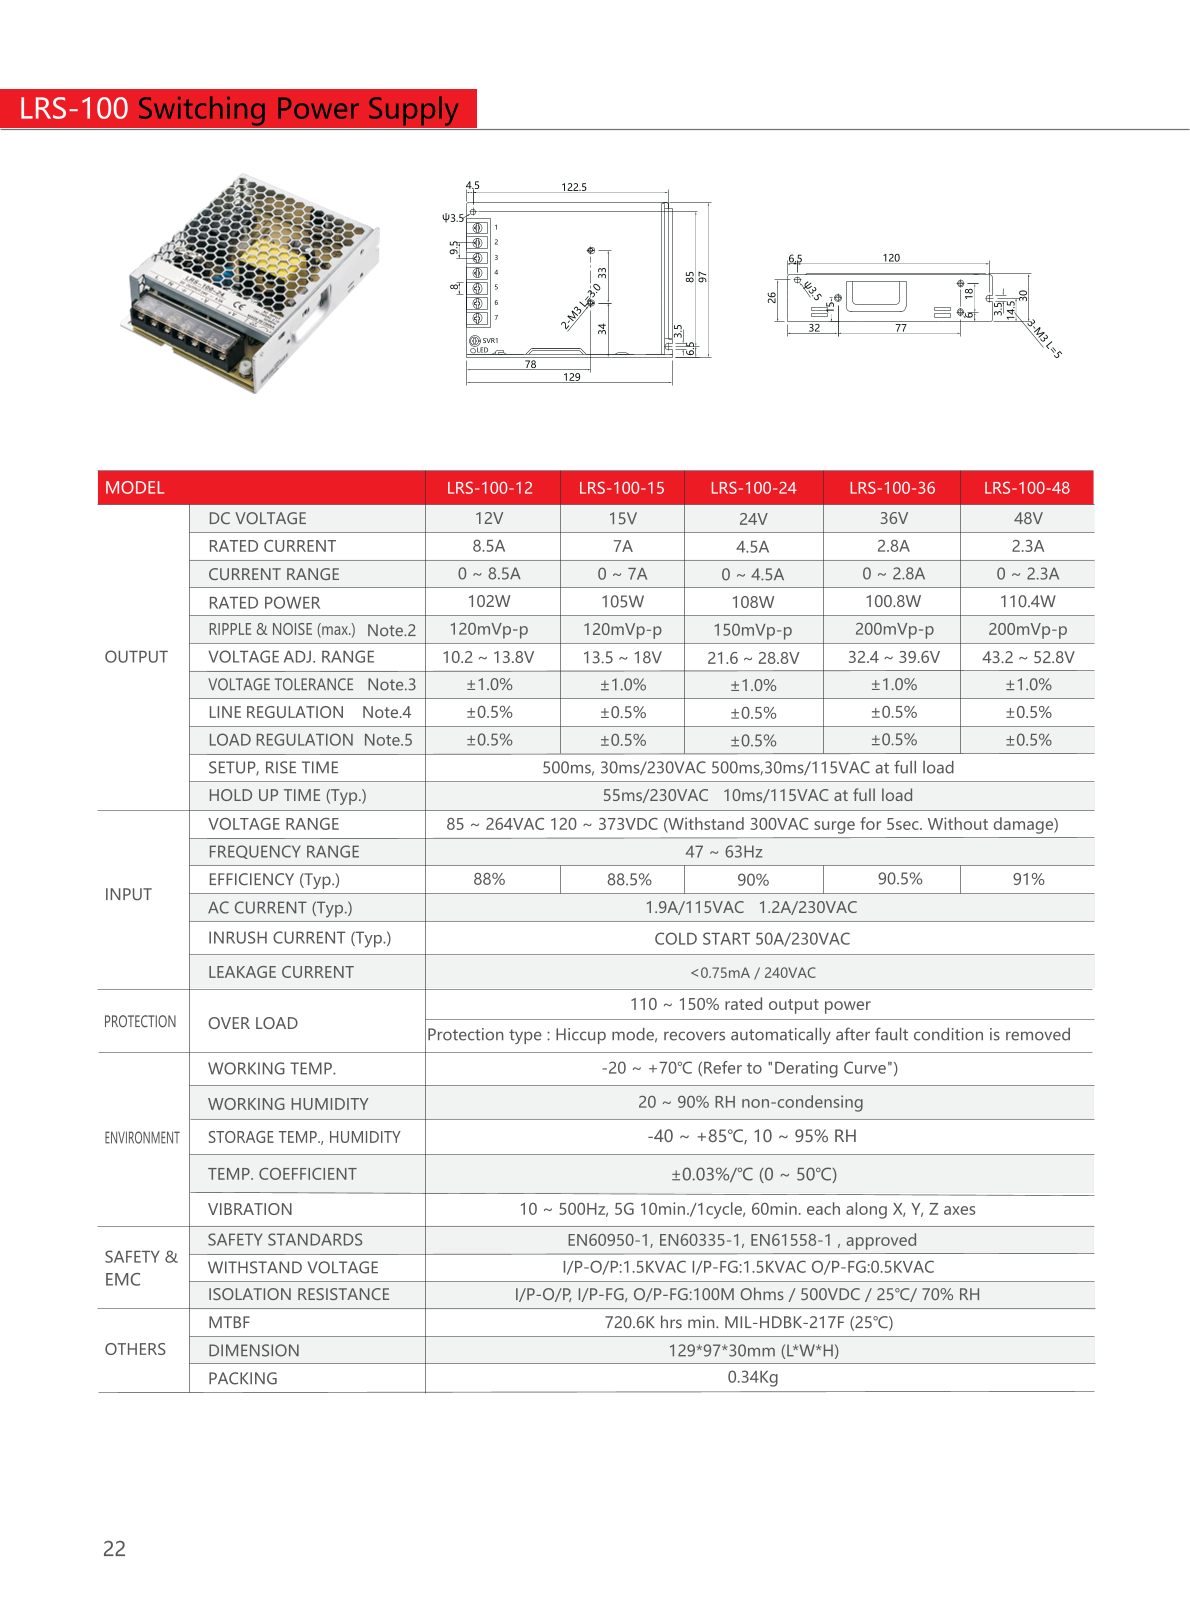 LRS-100 Switching Power Supply
4.5
122.5
ψ3.5
1
2
3
4
5
6
7
9.5
8
33
34
2-M3 L=3.0
85
97
3.5
6.5
SVR1
LED
78
129
6.5
120
26
ψ3.5
15
18
6
3.5
14.5
30
32
77
3-M3 L=5
MODEL LRS-100-12 LRS-100-15 LRS-100-24 LRS-100-36 LRS-100-48
OUTPUT
DC VOLTAGE 12V 15V 24V 36V 48V
RATED CURRENT 8.5A 7A 4.5A 2.8A 2.3A
CURRENT RANGE 0 ~ 8.5A 0 ~ 7A 0 ~ 4.5A 0 ~ 2.8A 0 ~ 2.3A
RATED POWER 102W 105W 108W 100.8W 110.4W
RIPPLE & NOISE (max.) Note.2 120mVp-p 120mVp-p 150mVp-p 200mVp-p 200mVp-p
VOLTAGE ADJ. RANGE 10.2 ~ 13.8V 13.5 ~ 18V 21.6 ~ 28.8V 32.4 ~ 39.6V 43.2 ~ 52.8V
VOLTAGE TOLERANCE Note.3 ±1.0% ±1.0% ±1.0% ±1.0% ±1.0%
LINE REGULATION Note.4 ±0.5% ±0.5% ±0.5% ±0.5% ±0.5%
LOAD REGULATION Note.5 ±0.5% ±0.5% ±0.5% ±0.5% ±0.5%
SETUP, RISE TIME 500ms, 30ms/230VAC 500ms,30ms/115VAC at full load
HOLD UP TIME (Typ.) 55ms/230VAC 10ms/115VAC at full load
INPUT
VOLTAGE RANGE 85 ~ 264VAC 120 ~ 373VDC (Withstand 300VAC surge for 5sec. Without damage)
FREQUENCY RANGE 47 ~ 63Hz
EFFICIENCY (Typ.) 88% 88.5% 90% 90.5% 91%
AC CURRENT (Typ.) 1.9A/115VAC 1.2A/230VAC
INRUSH CURRENT (Typ.) COLD START 50A/230VAC
LEAKAGE CURRENT <0.75mA / 240VAC
PROTECTION
OVER LOAD 110 ~ 150% rated output power
Protection type : Hiccup mode, recovers automatically after fault condition is removed
ENVIRONMENT
WORKING TEMP. -20 ~ +70℃ (Refer to "Derating Curve")
WORKING HUMIDITY 20 ~ 90% RH non-condensing
STORAGE TEMP., HUMIDITY -40 ~ +85℃, 10 ~ 95% RH
TEMP. COEFFICIENT ±0.03%/℃ (0 ~ 50℃)
VIBRATION 10 ~ 500Hz, 5G 10min./1cycle, 60min. each along X, Y, Z axes
SAFETY &
EMC
SAFETY STANDARDS EN60950-1, EN60335-1, EN61558-1 , approved
WITHSTAND VOLTAGE I/P-O/P:1.5KVAC I/P-FG:1.5KVAC O/P-FG:0.5KVAC
ISOLATION RESISTANCE I/P-O/P, I/P-FG, O/P-FG:100M Ohms / 500VDC / 25℃/ 70% RH
OTHERS
MTBF 720.6K hrs min. MIL-HDBK-217F (25℃)
DIMENSION 129*97*30mm (L*W*H)
PACKING 0.34Kg
22